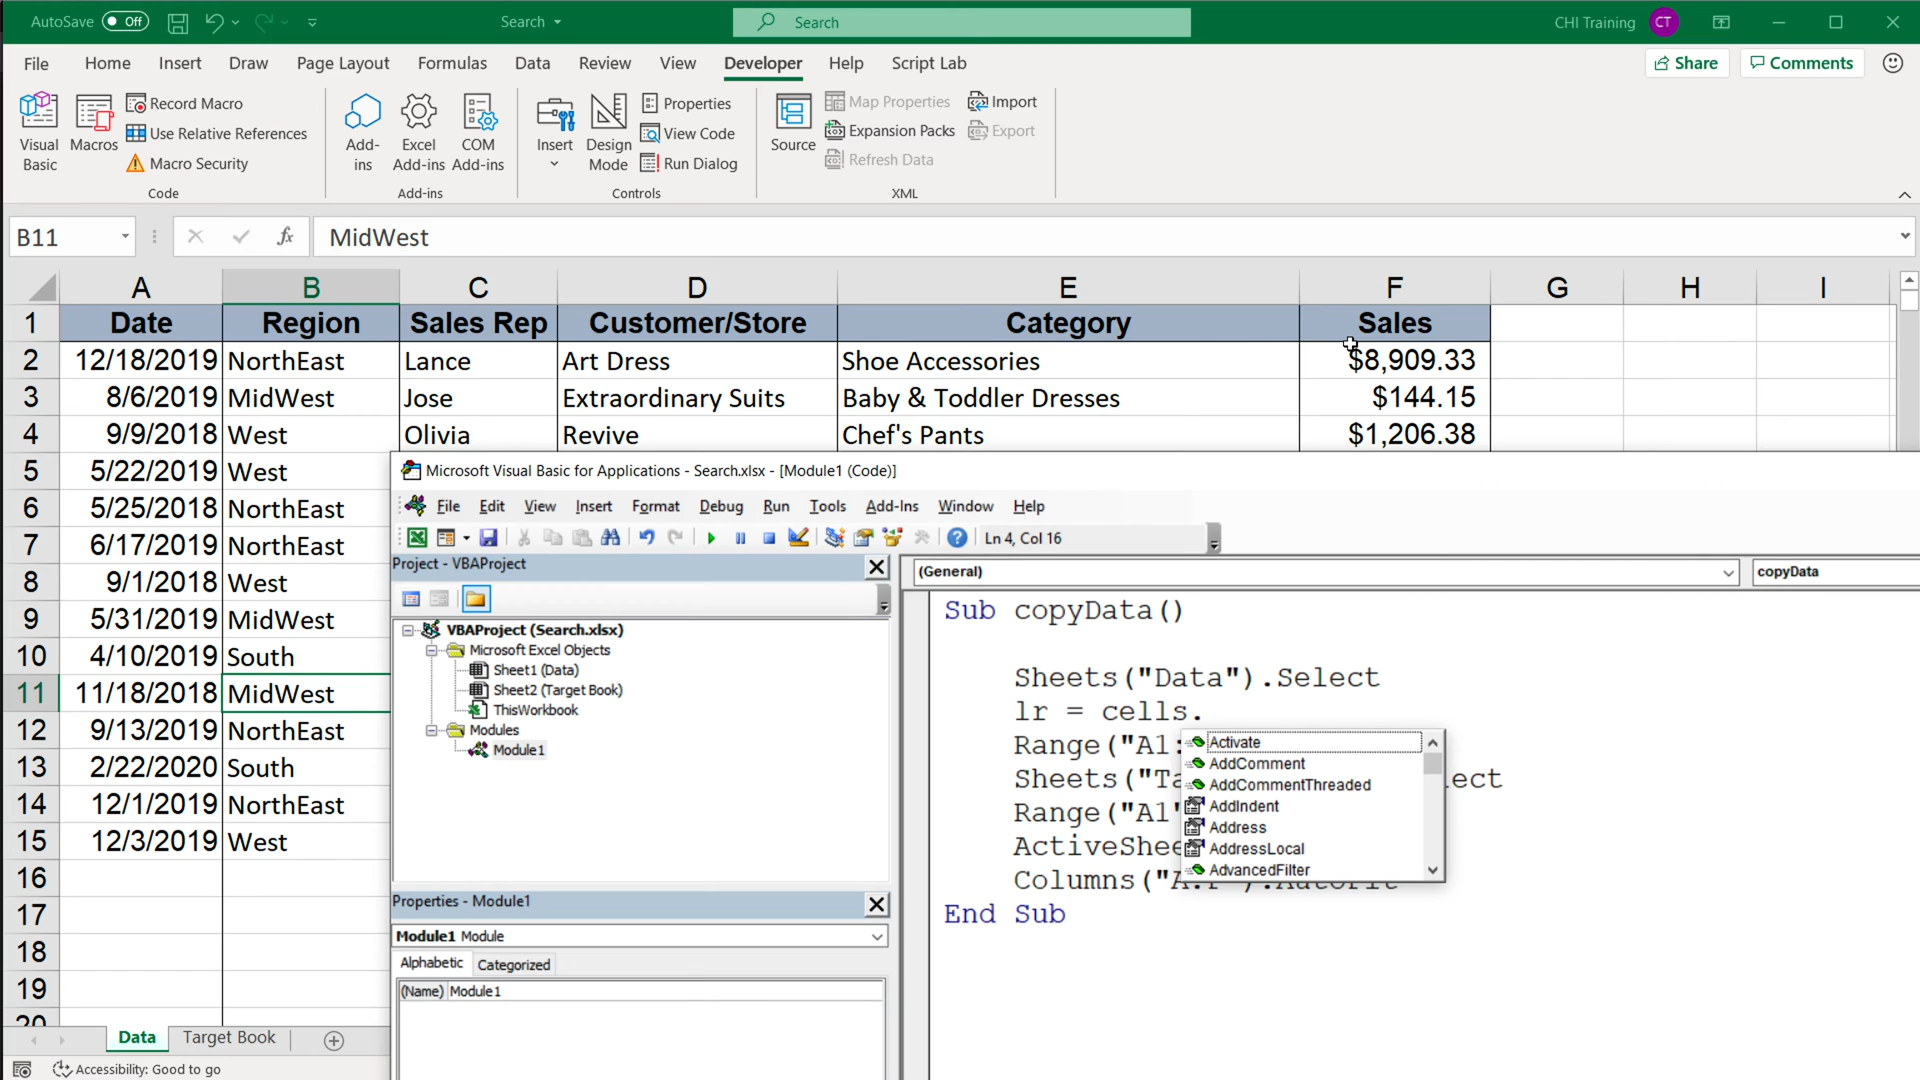 AutoSave Off Search Search CHI Training CT
File Home Insert Draw Page Layout Formulas Data Review View Developer Help Script Lab Share Comments
Visual Basic
Macros
Record Macro
Use Relative References
Macro Security
Code
Add-ins
Excel Add-ins
COM Add-ins
Add-ins
Insert
Design Mode
Properties
View Code
Run Dialog
Controls
Source
Map Properties
Expansion Packs
Refresh Data
Import
Export
XML
B11 fx MidWest
A B C D E F G H I
1 Date Region Sales Rep Customer/Store Category Sales
2 12/18/2019 NorthEast Lance Art Dress Shoe Accessories $8,909.33
3 8/6/2019 MidWest Jose Extraordinary Suits Baby & Toddler Dresses $144.15
4 9/9/2018 West Olivia Revive Chef's Pants $1,206.38
5 5/22/2019 West
6 5/25/2018 NorthEast
7 6/17/2019 NorthEast
8 9/1/2018 West
9 5/31/2019 MidWest
10 4/10/2019 South
11 11/18/2018 MidWest
12 9/13/2019 NorthEast
13 2/22/2020 South
14 12/1/2019 NorthEast
15 12/3/2019 West
16
17
18
19
20
Data Target Book
Accessibility: Good to go
Microsoft Visual Basic for Applications - Search.xlsx - [Module1 (Code)]
File Edit View Insert Format Debug Run Tools Add-Ins Window Help
Ln 4, Col 16
Project - VBAProject
VBAProject (Search.xlsx)
Microsoft Excel Objects
Sheet1 (Data)
Sheet2 (Target Book)
ThisWorkbook
Modules
Module1
Properties - Module1
Module1 Module
Alphabetic Categorized
(Name) Module1
(General) copyData
Sub copyData()
Sheets("Data").Select
lr = cells.
Range("A1:
Sheets("Ta ect
Range("A1"
ActiveShee
Columns("A:F").AutoFit
End Sub
Activate
AddComment
AddCommentThreaded
AddIndent
Address
AddressLocal
AdvancedFilter